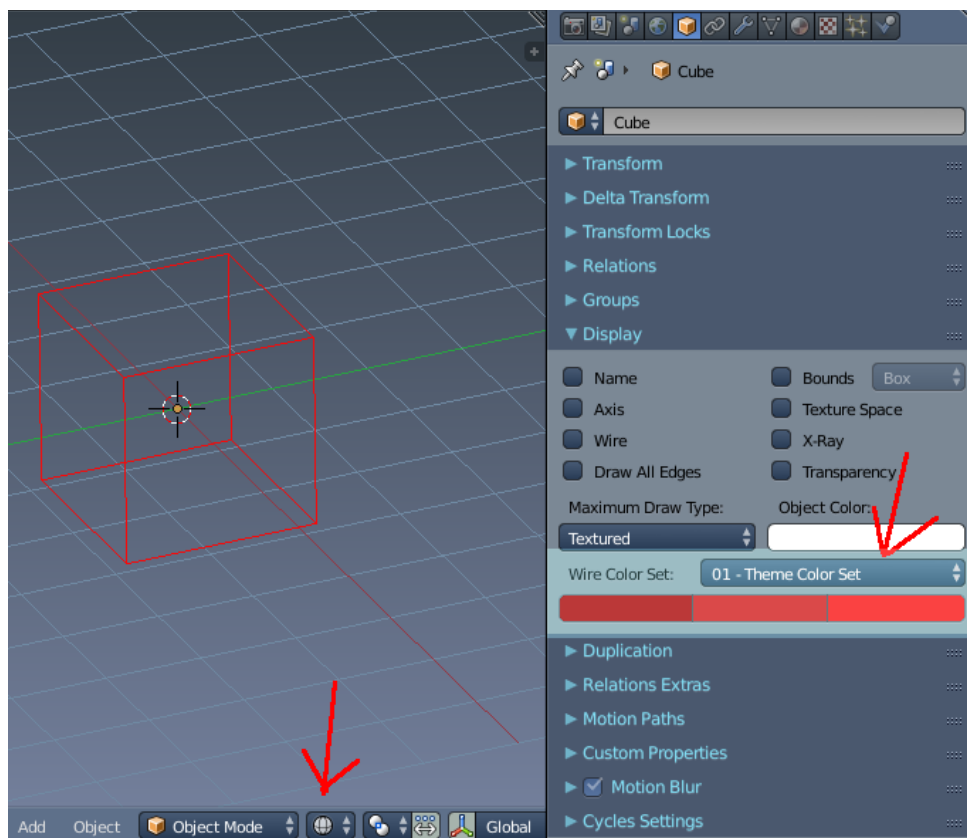 Cube
Cube
Transform
Delta Transform
Transform Locks
Relations
Groups
Display
Name
Bounds Box
Axis
Texture Space
Wire
X-Ray
Draw All Edges
Transparency
Maximum Draw Type: Object Color:
Textured
Wire Color Set: 01 - Theme Color Set
Duplication
Relations Extras
Motion Paths
Custom Properties
Motion Blur
Cycles Settings
Add Object Object Mode Global